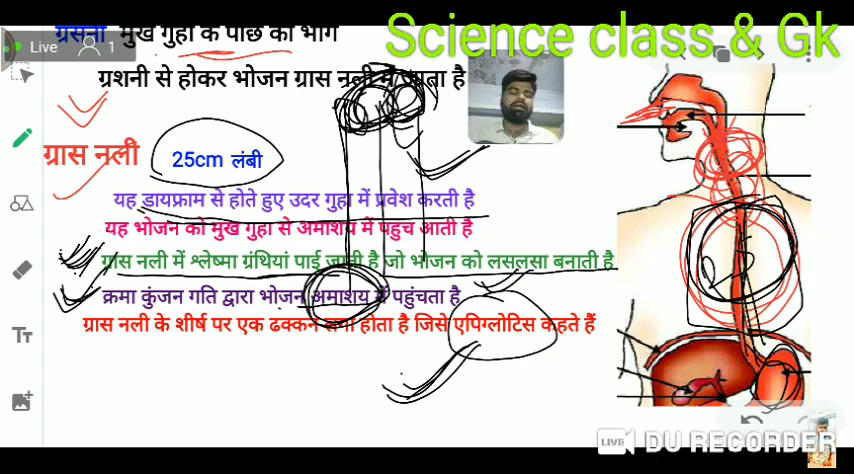 ग्रसनी मुख गुहा के पाछे का भाग
Science class & Gk
Live 1
ग्रशनी से होकर भोजन ग्रास नली में जाता है
ग्रास नली
25cm लंबी
यह डायफ्राम से होते हुए उदर गुहा में प्रवेश करती है
यह भोजन को मुख गुहा से अमाशय में पहुच आती है
ग्रास नली में श्लेष्मा ग्रंथियां पाई जाती है जो भोजन को लसलसा बनाती है
क्रमा कुंजन गति द्वारा भोजन अमाशय में पहुंचता है
ग्रास नली के शीर्ष पर एक ढक्कन लगा होता है जिसे एपिग्लोटिस कहते हैं
Tт
LIVE DU RECORDER